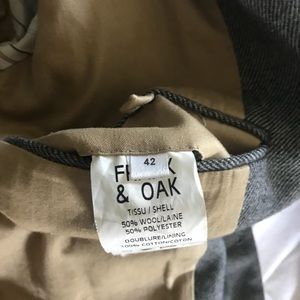 42
& OAK
TISSU / SHELL
50% WOOL/LAINE
50% POLYESTER
DOUBLURE/LINING
100% COTTON/COTON